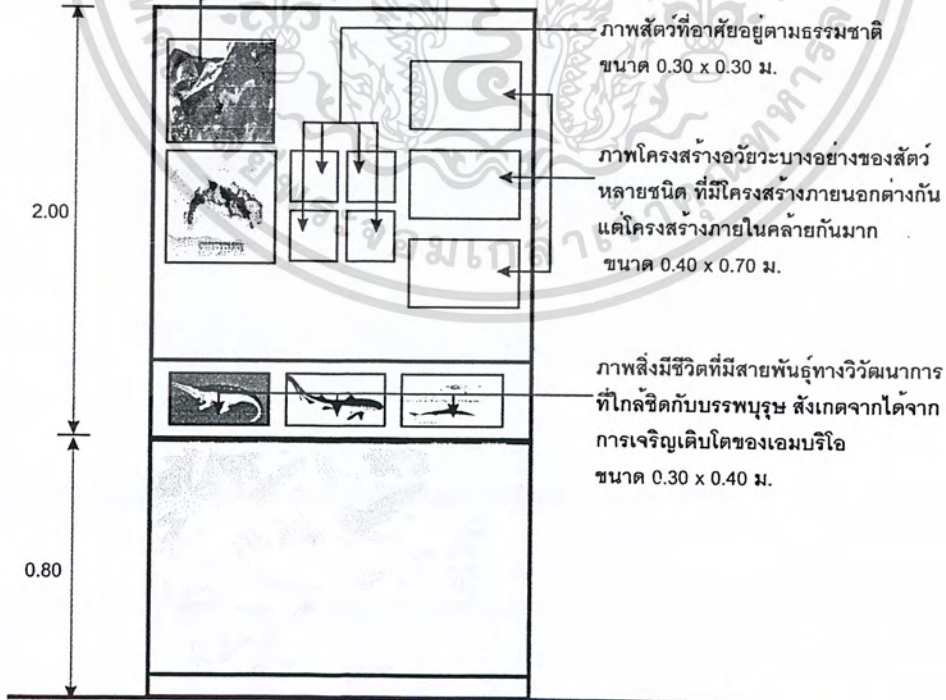 ภาพสัตว์ที่อาศัยอยู่ตามธรรมชาติ
ขนาด 0.30 x 0.30 ม.
ภาพโครงสร้างอวัยวะบางอย่างของสัตว์
หลายชนิด ที่มีโครงสร้างภายนอกต่างกัน
แต่โครงสร้างภายในคล้ายกันมาก
ขนาด 0.40 x 0.70 ม.
2.00
ภาพสิ่งมีชีวิตที่มีสายพันธุ์ทางวิวัฒนาการ
ที่ใกล้ชิดกับบรรพบุรุษ สังเกตจากได้จาก
การเจริญเติบโตของเอมบริโอ
ขนาด 0.30 x 0.40 ม.
0.80